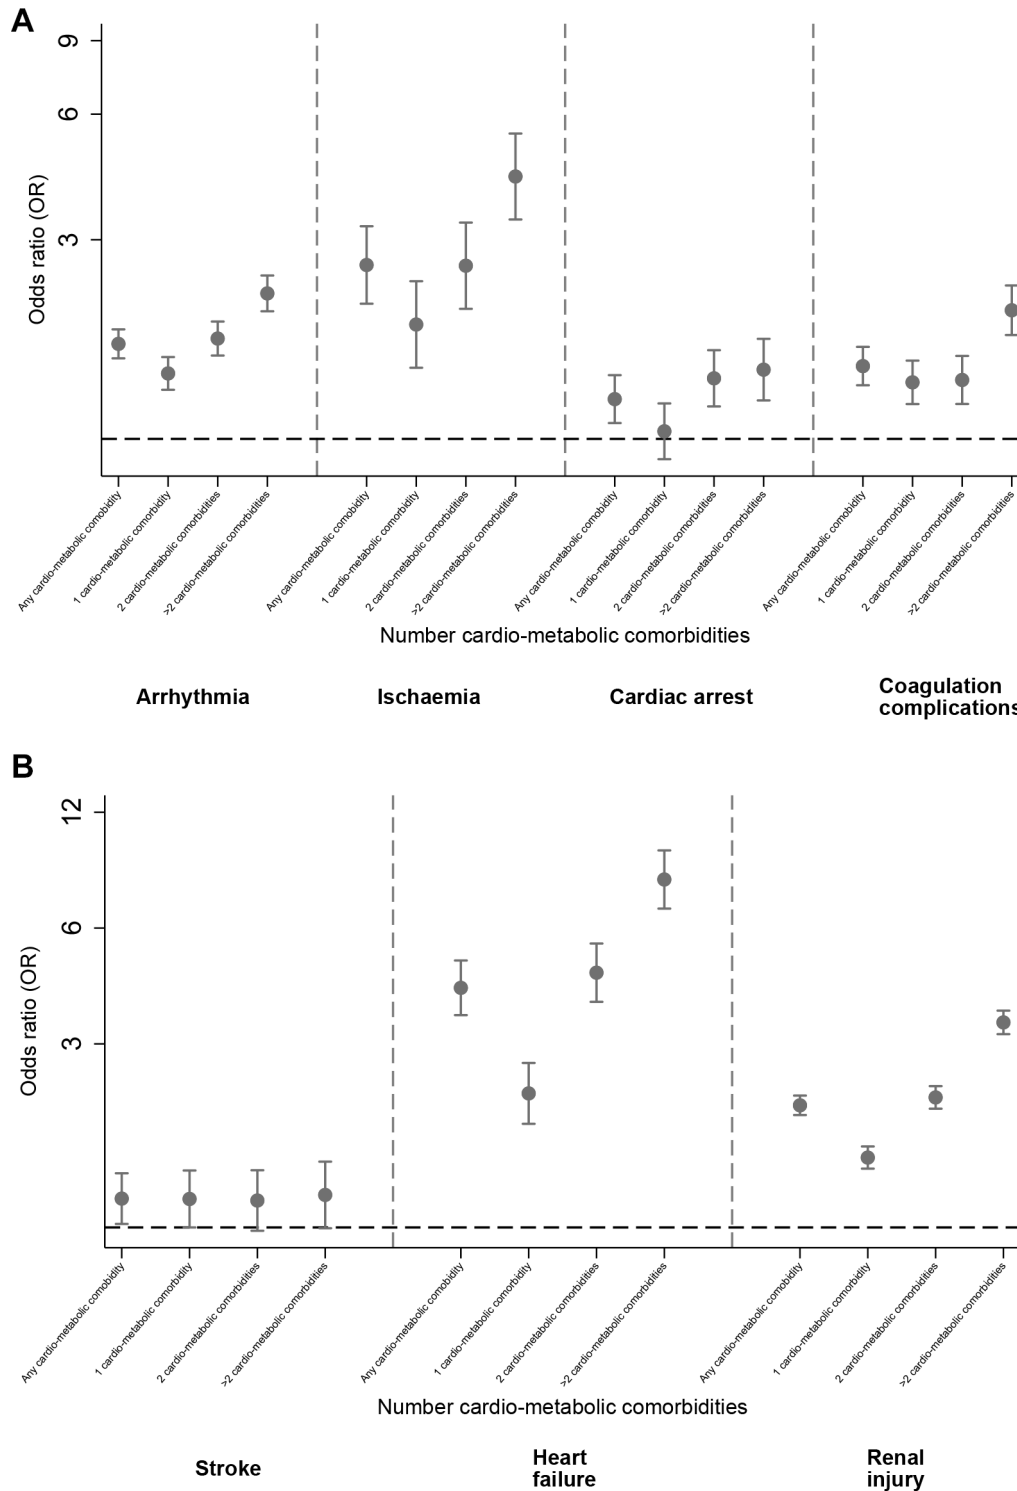 A
9
6
3
Odds ratio (OR)
Any cardio-metabolic comobidity
1 cardio-metabolic comorbidity
2 cardio-metabolic comorbidities
>2 cardio-metabolic comorbidities
Any cardio-metabolic comobidity
1 cardio-metabolic comorbidity
2 cardio-metabolic comorbidities
>2 cardio-metabolic comorbidities
Any cardio-metabolic comobidity
1 cardio-metabolic comorbidity
2 cardio-metabolic comorbidities
>2 cardio-metabolic comorbidities
Any cardio-metabolic comobidity
1 cardio-metabolic comorbidity
2 cardio-metabolic comorbidities
>2 cardio-metabolic comorbidities
Number cardio-metabolic comorbidities
Arrhythmia
Ischaemia
Cardiac arrest
Coagulation
complications
B
12
6
3
Odds ratio (OR)
Any cardio-metabolic comobidity
1 cardio-metabolic comorbidity
2 cardio-metabolic comorbidities
>2 cardio-metabolic comorbidities
Any cardio-metabolic comobidity
1 cardio-metabolic comorbidity
2 cardio-metabolic comorbidities
>2 cardio-metabolic comorbidities
Any cardio-metabolic comobidity
1 cardio-metabolic comorbidity
2 cardio-metabolic comorbidities
>2 cardio-metabolic comorbidities
Number cardio-metabolic comorbidities
Stroke
Heart
failure
Renal
injury